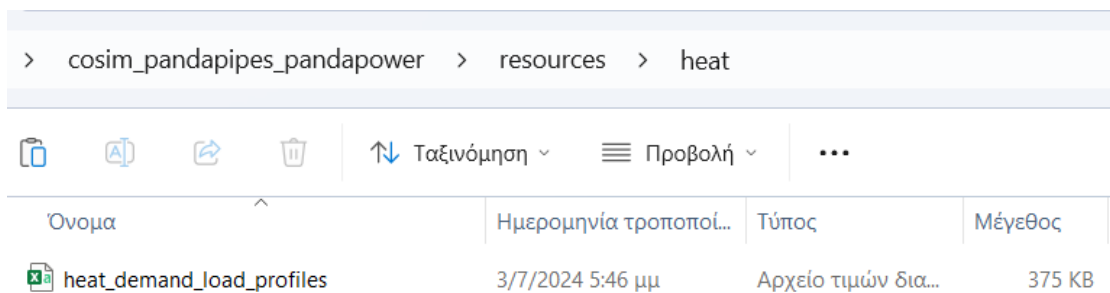 > cosim_pandapipes_pandapower > resources > heat
Ταξινόμηση Προβολή ...
Όνομα Ημερομηνία τροποποί... Τύπος Μέγεθος
heat_demand_load_profiles 3/7/2024 5:46 μμ Αρχείο τιμών δια... 375 KB